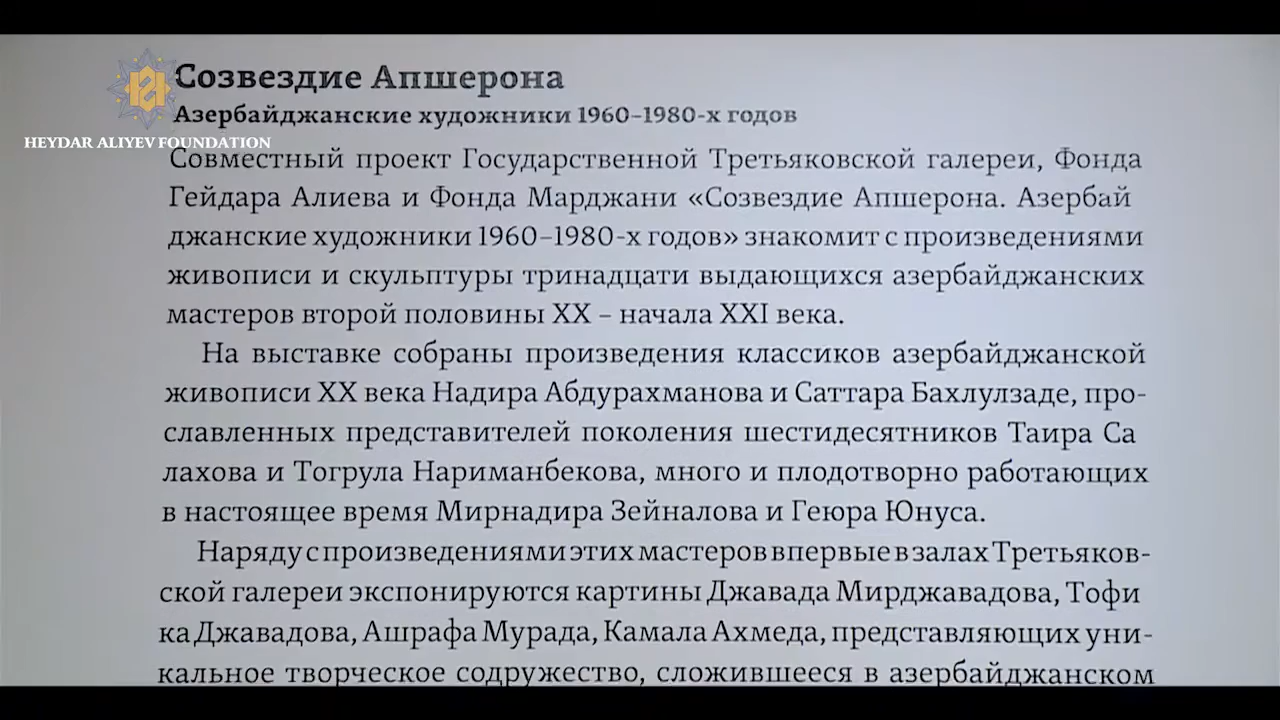 Созвездие Апшерона
Азербайджанские художники 1960–1980-х годов
HEYDAR ALIYEV FOUNDATION
Совместный проект Государственной Третьяковской галереи, Фонда
Гейдара Алиева и Фонда Марджани «Созвездие Апшерона. Азербай
джанские художники 1960–1980-х годов» знакомит с произведениями
живописи и скульптуры тринадцати выдающихся азербайджанских
мастеров второй половины XX – начала XXI века.
На выставке собраны произведения классиков азербайджанской
живописи XX века Надира Абдурахманова и Саттара Бахлулзаде, про-
славленных представителей поколения шестидесятников Таира Са
лахова и Тогрула Нариманбекова, много и плодотворно работающих
в настоящее время Мирнадира Зейналова и Геюра Юнуса.
Наряду с произведениями этих мастеров впервые в залах Третьяков-
ской галереи экспонируются картины Джавада Мирджавадова, Тофи
ка Джавадова, Ашрафа Мурада, Камала Ахмеда, представляющих уни-
кальное творческое содружество, сложившееся в азербайджанском